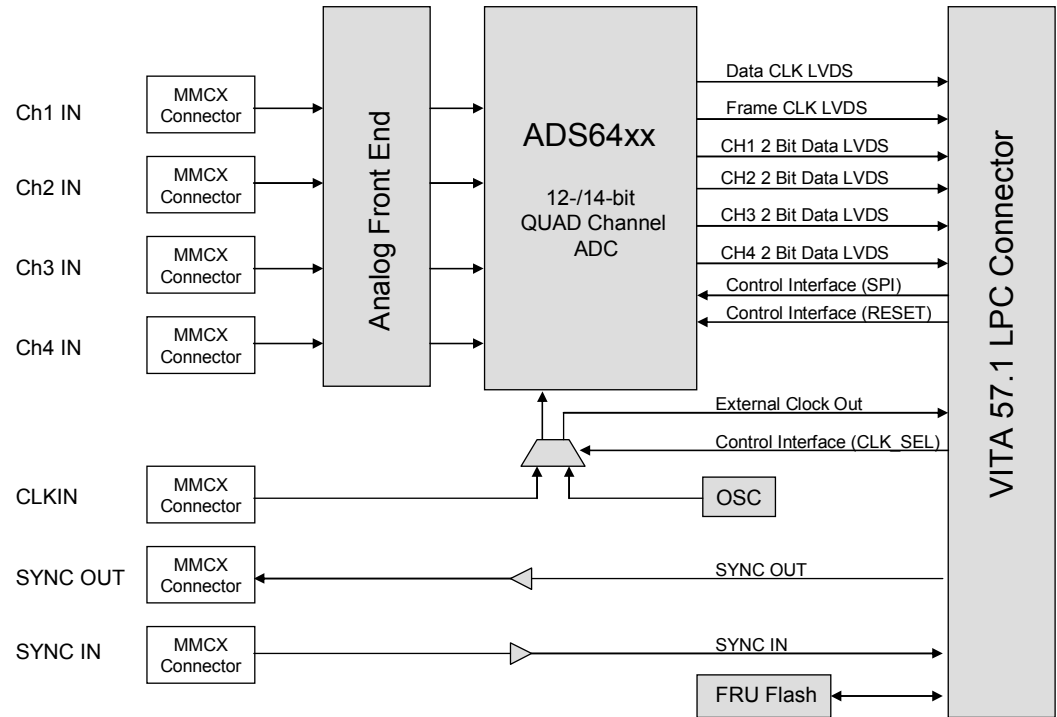 Ch1 IN
MMCX
Connector
Ch2 IN
MMCX
Connector
Ch3 IN
MMCX
Connector
Ch4 IN
MMCX
Connector
Analog Front End
ADS64xx
12-/14-bit
QUAD Channel
ADC
Data CLK LVDS
Frame CLK LVDS
CH1 2 Bit Data LVDS
CH2 2 Bit Data LVDS
CH3 2 Bit Data LVDS
CH4 2 Bit Data LVDS
Control Interface (SPI)
Control Interface (RESET)
External Clock Out
Control Interface (CLK_SEL)
VITA 57.1 LPC Connector
CLKIN
MMCX
Connector
OSC
SYNC OUT
MMCX
Connector
SYNC OUT
SYNC IN
MMCX
Connector
SYNC IN
FRU Flash